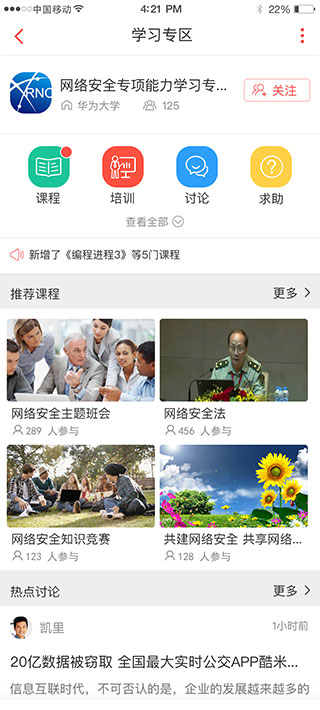 中国移动 4:21 PM 22%
学习专区
RNC
网络安全专项能力学习专...
华为大学 125
关注
课程 培训 讨论 求助
查看全部
新增了《编程进程3》等5门课程
推荐课程 更多
网络安全主题班会 网络安全法
289 人参与 456 人参与
网络安全知识竞赛 共建网络安全 共享网络...
123 人参与 128 人参与
热点讨论 更多
凯里 1小时前
20亿数据被窃取 全国最大实时公交APP酷米...
信息互联时代，不可否认的是，企业的发展越来越多的